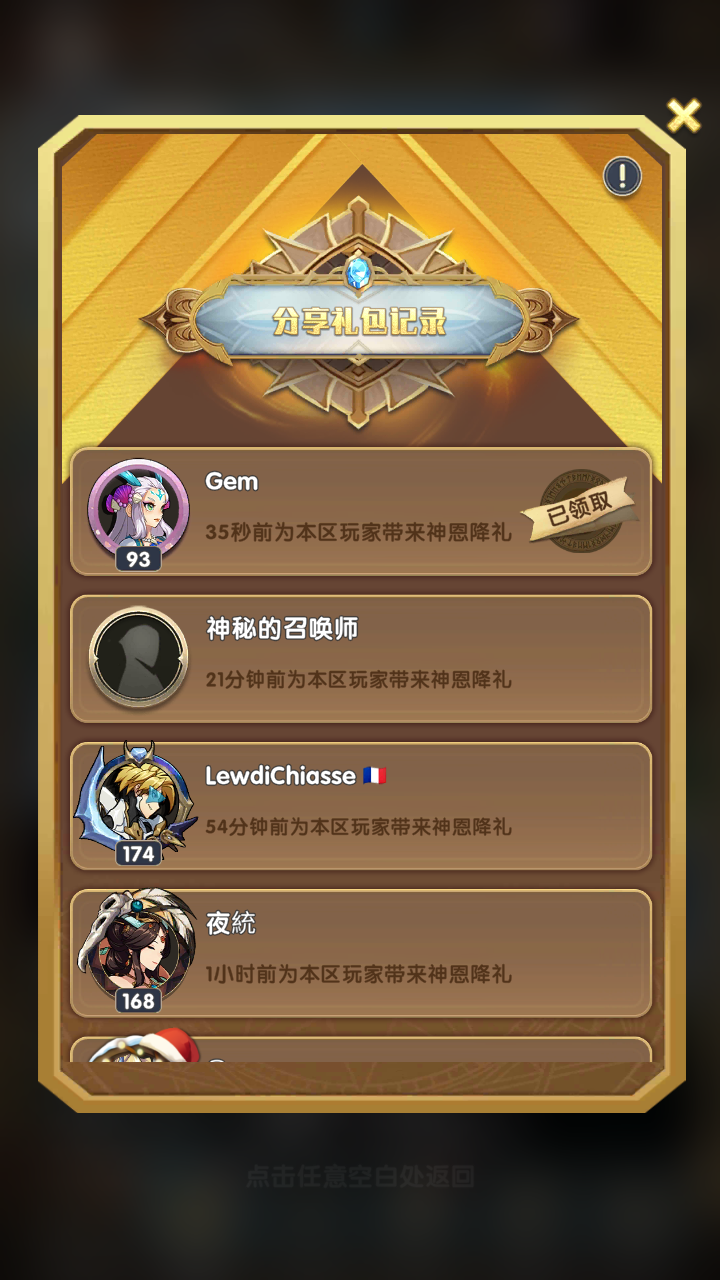 分享礼包记录
Gem
35秒前为本区玩家带来神恩降礼
已领取
93
神秘的召唤师
21分钟前为本区玩家带来神恩降礼
LewdiChiasse 🇫🇷
54分钟前为本区玩家带来神恩降礼
174
夜統
1小时前为本区玩家带来神恩降礼
168
点击任意空白处返回